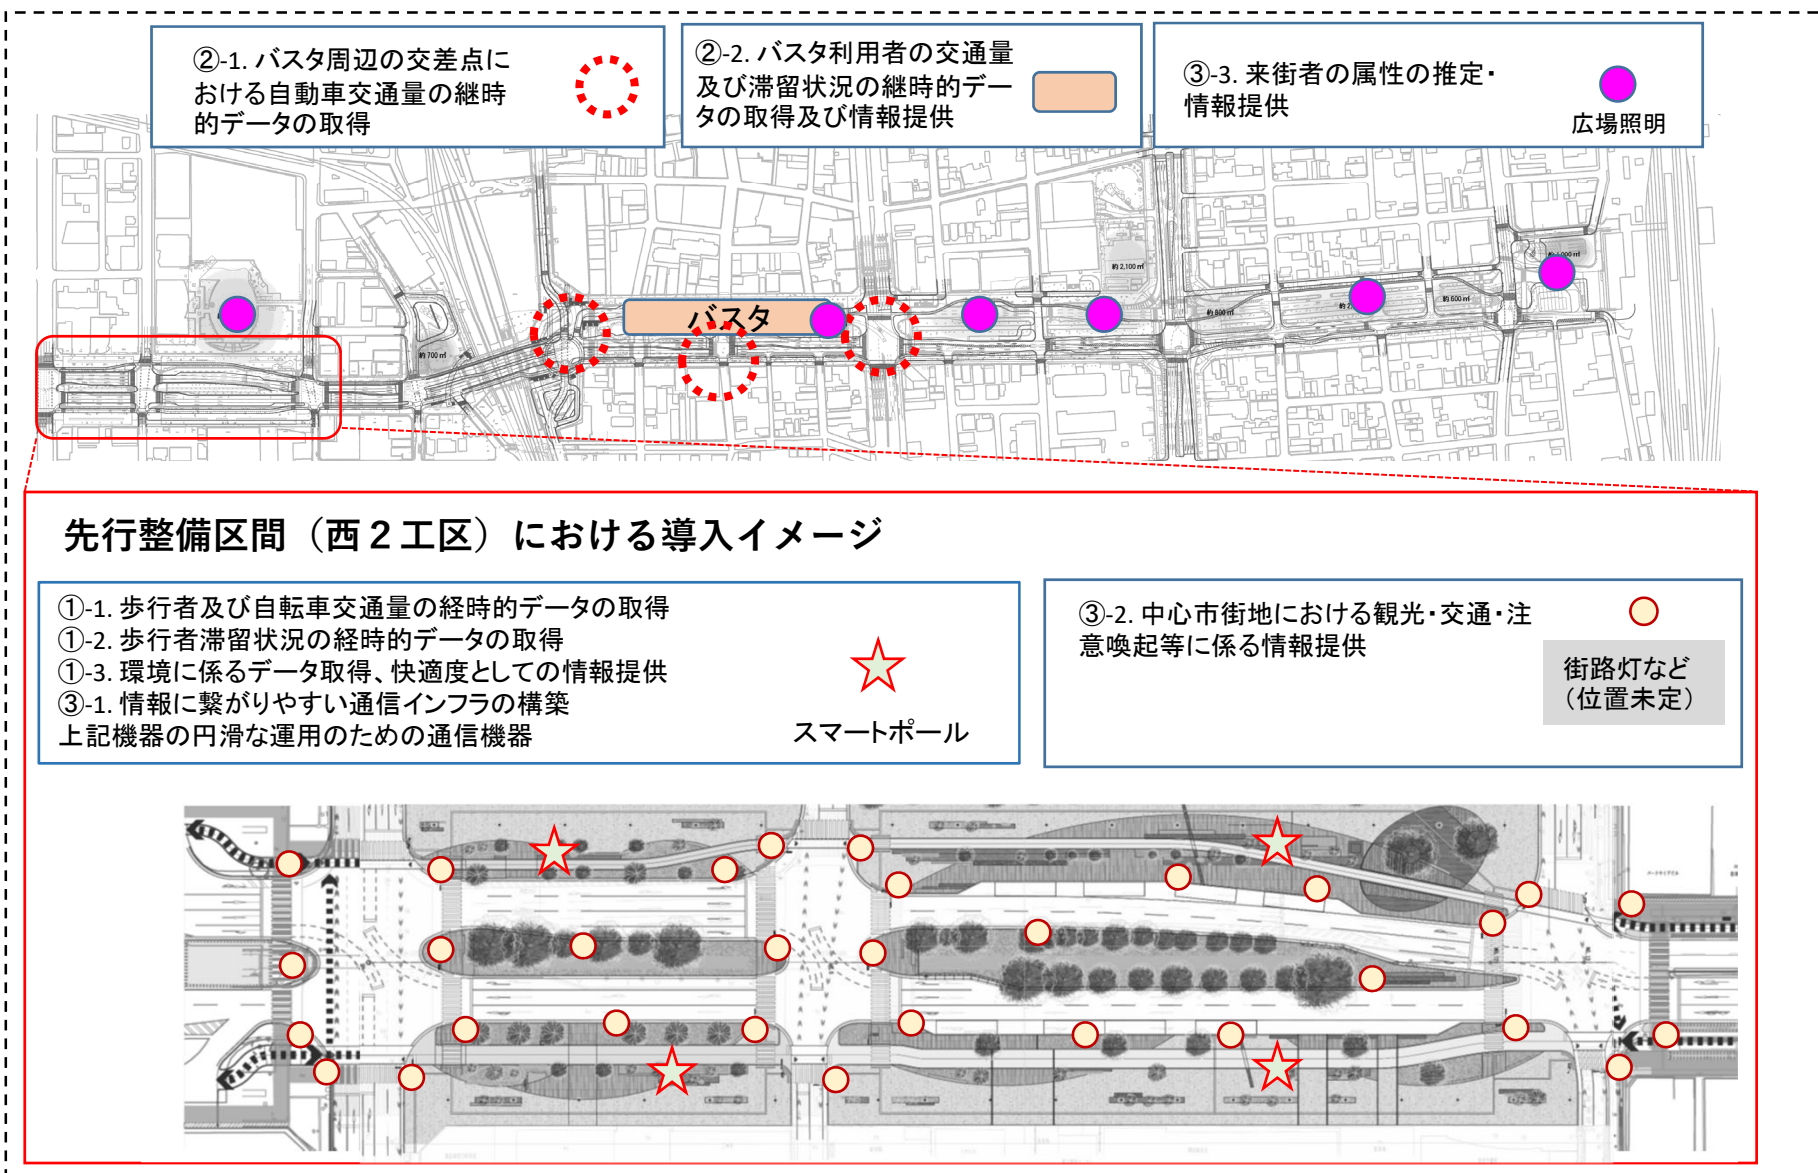 ②-1. バスタ周辺の交差点に
おける自動車交通量の継時
的データの取得
②-2. バスタ利用者の交通量
及び滞留状況の継時的デー
タの取得及び情報提供
③-3. 来街者の属性の推定・
情報提供
広場照明
約 2,100 ㎡
バスタ
約 700 ㎡
約 800 ㎡
約 600 ㎡
先行整備区間（西２工区）における導入イメージ
①-1. 歩行者及び自転車交通量の経時的データの取得
①-2. 歩行者滞留状況の経時的データの取得
①-3. 環境に係るデータ取得、快適度としての情報提供
③-1. 情報に繋がりやすい通信インフラの構築
上記機器の円滑な運用のための通信機器
スマートポール
③-2. 中心市街地における観光・交通・注
意喚起等に係る情報提供
街路灯など
（位置未定）